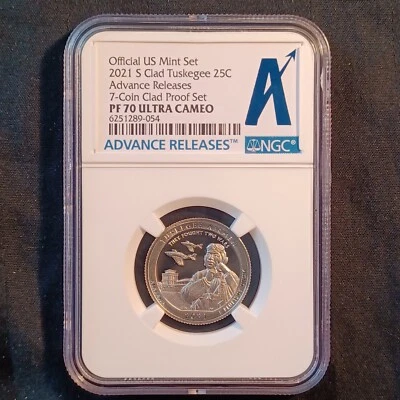 Official US Mint Set
2021 S Clad Tuskegee 25C
Advance Releases
7-Coin Clad Proof Set
PF 70 ULTRA CAMEO
6251289-054
A
ADVANCE RELEASES™
NGC
THEY FOUGHT TWO WARS